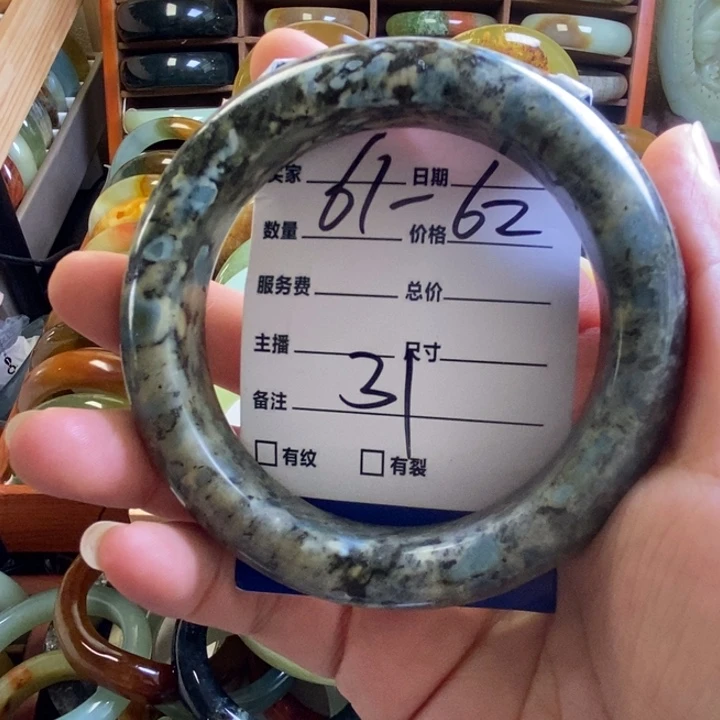 买家 日期
61-62
数量 价格
服务费 总价
主播 尺寸
31
备注
有纹 有裂